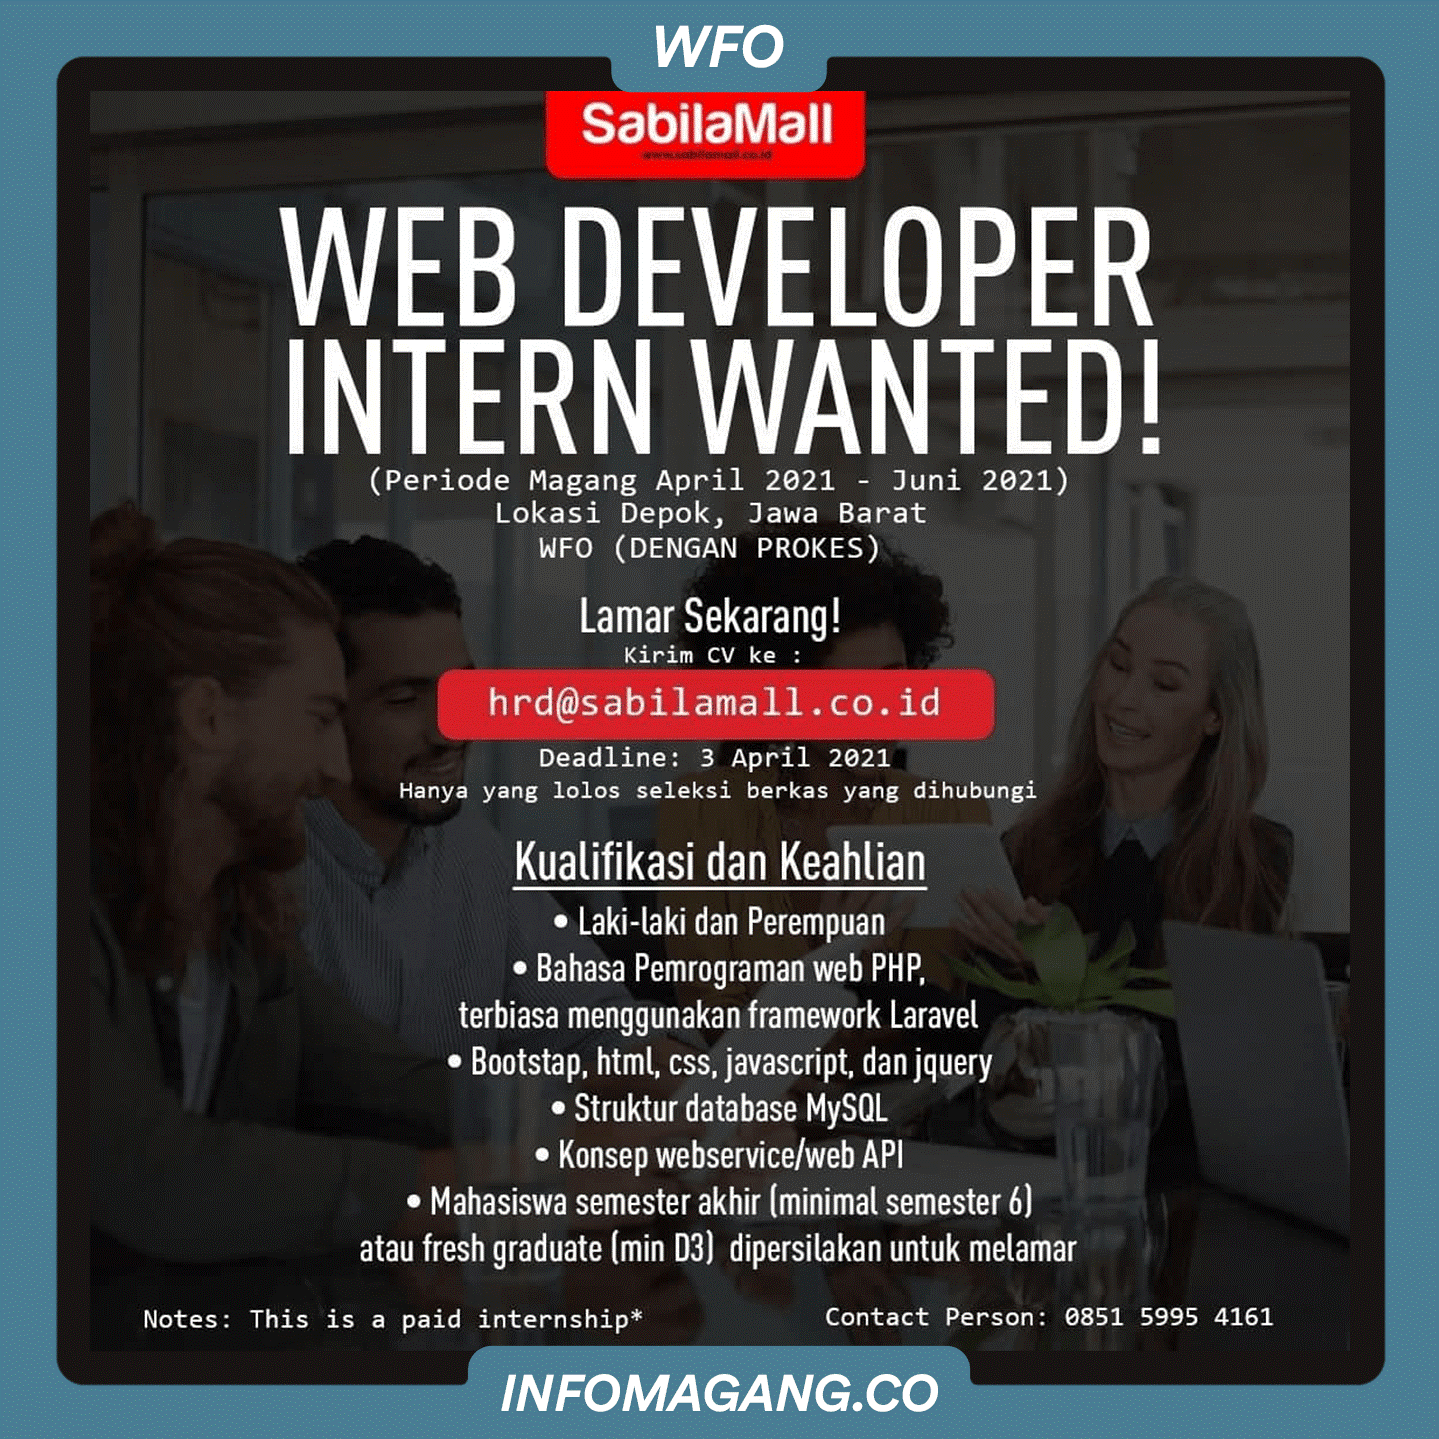 WFO
SabilaMall
www.sabilamall.co.id
WEB DEVELOPER
INTERN WANTED!
(Periode Magang April 2021 - Juni 2021)
Lokasi Depok, Jawa Barat
WFO (DENGAN PROKES)
Lamar Sekarang!
Kirim CV ke :
hrd@sabilamall.co.id
Deadline: 3 April 2021
Hanya yang lolos seleksi berkas yang dihubungi
Kualifikasi dan Keahlian
• Laki-laki dan Perempuan
• Bahasa Pemrograman web PHP,
terbiasa menggunakan framework Laravel
• Bootstap, html, css, javascript, dan jquery
• Struktur database MySQL
• Konsep webservice/web API
• Mahasiswa semester akhir (minimal semester 6)
atau fresh graduate (min D3) dipersilakan untuk melamar
Notes: This is a paid internship*
Contact Person: 0851 5995 4161
INFOMAGANG.CO